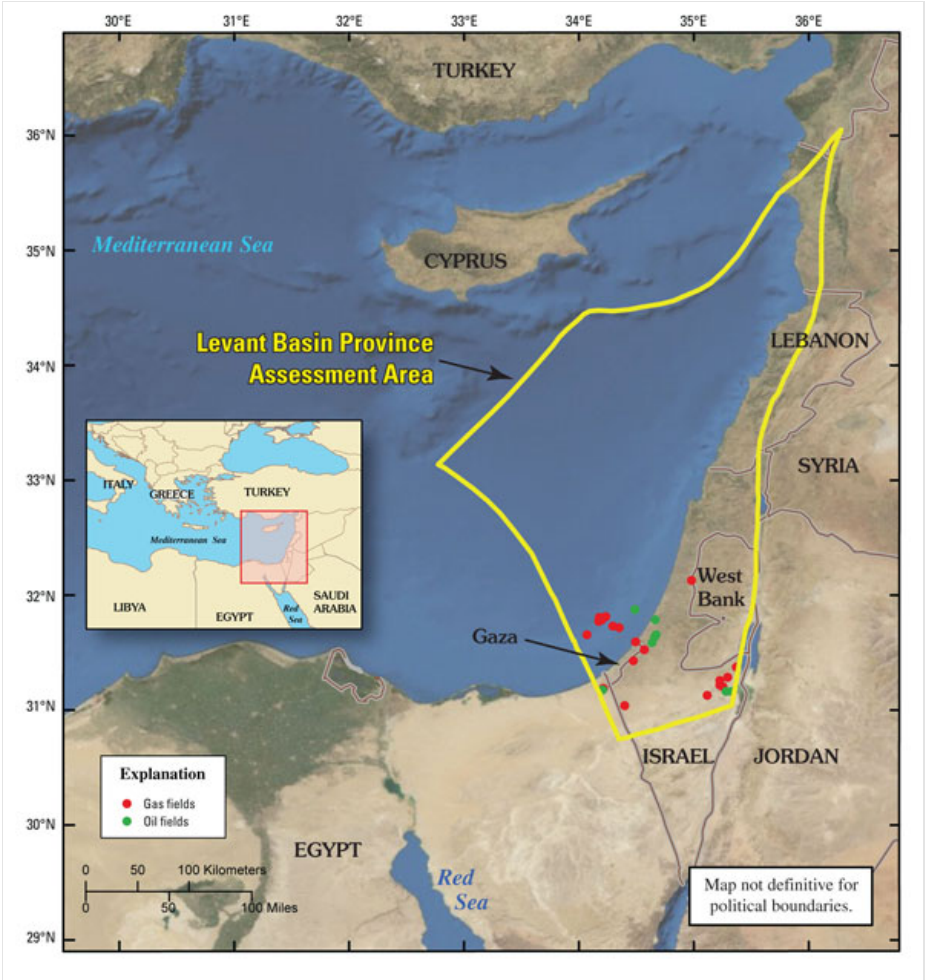 30°E 31°E 32°E 33°E 34°E 35°E 36°E
TURKEY
36°N
35°N
Mediterranean Sea
CYPRUS
Levant Basin Province
Assessment Area
LEBANON
34°N
33°N
SYRIA
ITALY
GREECE
TURKEY
Mediterranean Sea
LIBYA
EGYPT
Red
Sea
SAUDI
ARABIA
32°N
West
Bank
Gaza
31°N
ISRAEL
JORDAN
Explanation
Gas fields
Oil fields
30°N
EGYPT
0 50 100 Kilometers
0 50 100 Miles
Red
Sea
Map not definitive for
political boundaries.
29°N